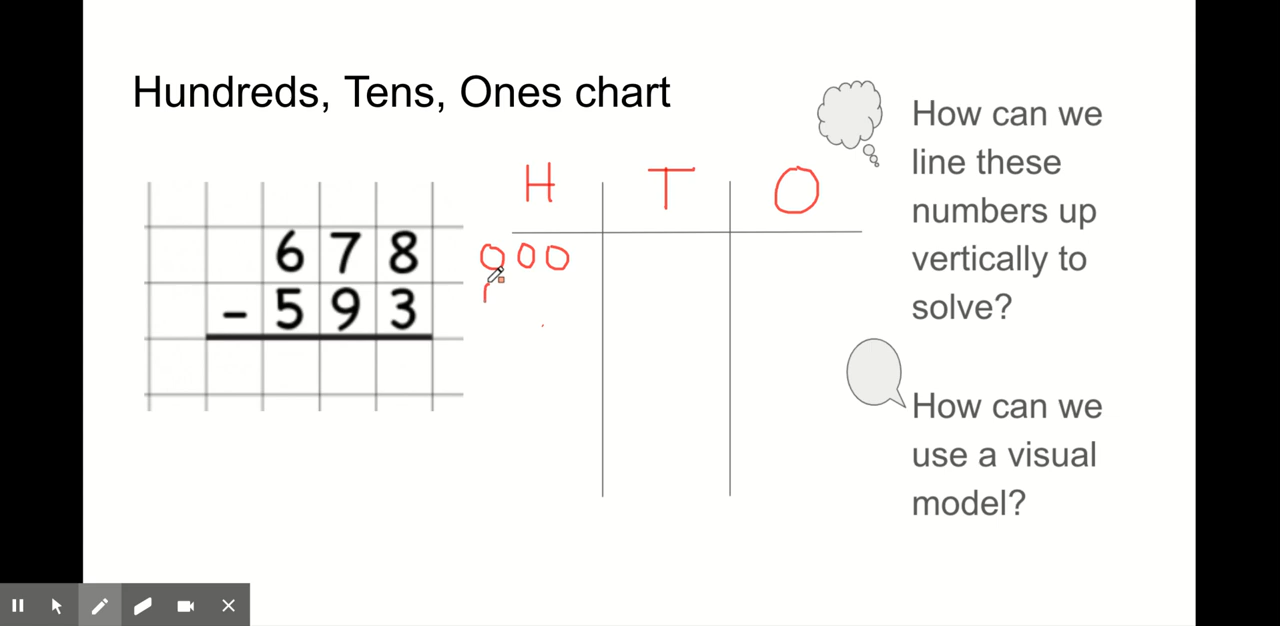 Hundreds, Tens, Ones chart
678
- 593
H T O
How can we
line these
numbers up
vertically to
solve?
How can we
use a visual
model?